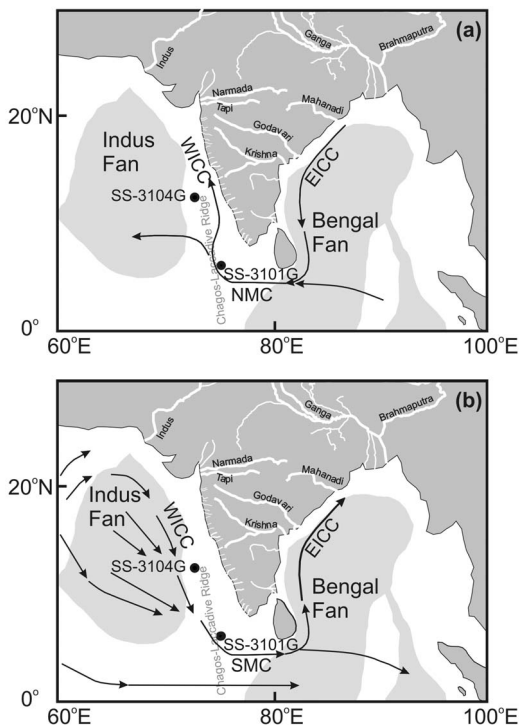 (a)
Indus
Ganga
Brahmaputra
Narmada
Tapi
Mahanadi
Godavari
Krishna
20°N
Indus
Fan
WICC
EICC
SS-3104G
Bengal
Fan
SS-3101G
NMC
Chagos-Laccadive Ridge
0°
60°E
80°E
100°E
(b)
Indus
Ganga
Brahmaputra
Narmada
Tapi
Mahanadi
Godavari
Krishna
20°N
Indus
Fan
WICC
EICC
SS-3104G
Bengal
Fan
SS-3101G
SMC
Chagos-Laccadive Ridge
0°
60°E
80°E
100°E